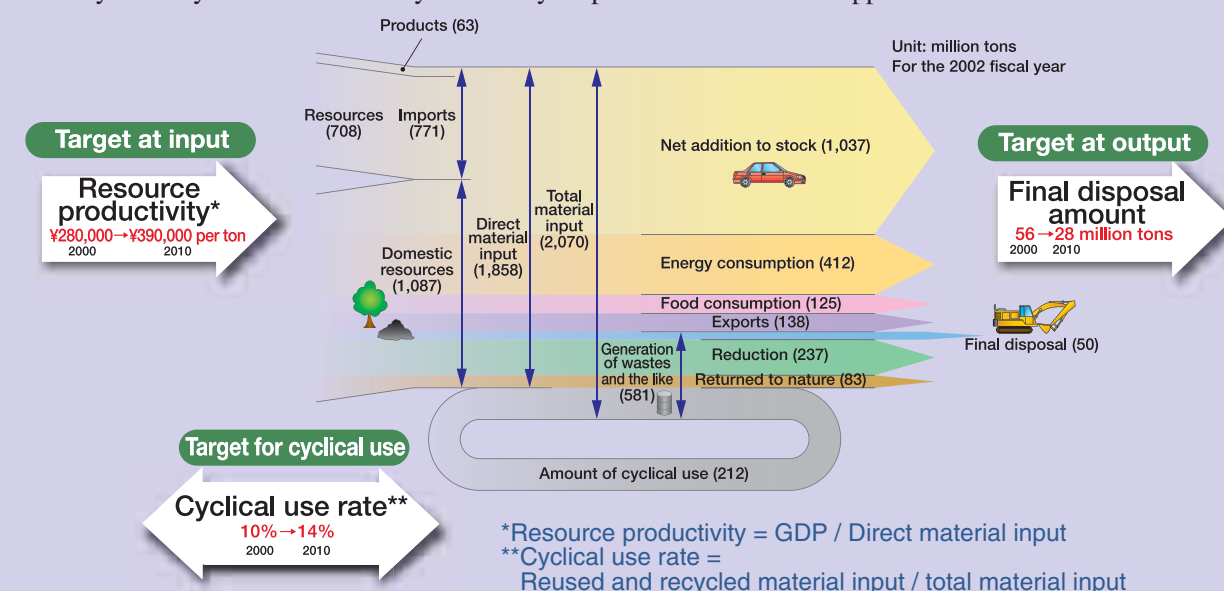 Products (63)
Unit: million tons
For the 2002 fiscal year
Target at input
Resource
productivity*
¥280,000→¥390,000 per ton
2000 2010
Resources
(708)
Imports
(771)
Domestic
resources
(1,087)
Direct
material
input
(1,858)
Total
material
input
(2,070)
Net addition to stock (1,037)
Energy consumption (412)
Food consumption (125)
Exports (138)
Generation
of wastes
and the like
(581)
Reduction (237)
Returned to nature (83)
Target at output
Final disposal
amount
56→28 million tons
2000 2010
Final disposal (50)
Amount of cyclical use (212)
Target for cyclical use
Cyclical use rate**
10%→14%
2000 2010
*Resource productivity = GDP / Direct material input
**Cyclical use rate =
Reused and recycled material input / total material input